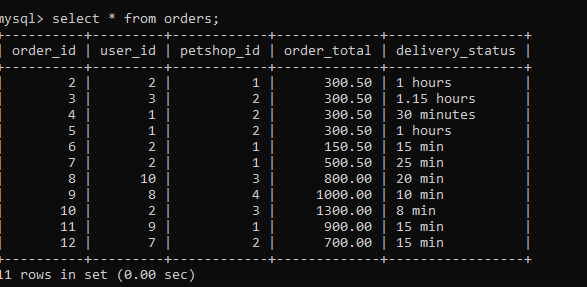 mysql> select * from orders;
+----------+---------+------------+-------------+-----------------+
| order_id | user_id | petshop_id | order_total | delivery_status |
+----------+---------+------------+-------------+-----------------+
| 2 | 2 | 1 | 300.50 | 1 hours |
| 3 | 3 | 2 | 300.50 | 1.15 hours |
| 4 | 1 | 2 | 300.50 | 30 minutes |
| 5 | 1 | 2 | 300.50 | 1 hours |
| 6 | 2 | 1 | 150.50 | 15 min |
| 7 | 2 | 1 | 500.50 | 25 min |
| 8 | 10 | 3 | 800.00 | 20 min |
| 9 | 8 | 4 | 1000.00 | 10 min |
| 10 | 2 | 3 | 1300.00 | 8 min |
| 11 | 9 | 1 | 900.00 | 15 min |
| 12 | 7 | 2 | 700.00 | 15 min |
+----------+---------+------------+-------------+-----------------+
11 rows in set (0.00 sec)